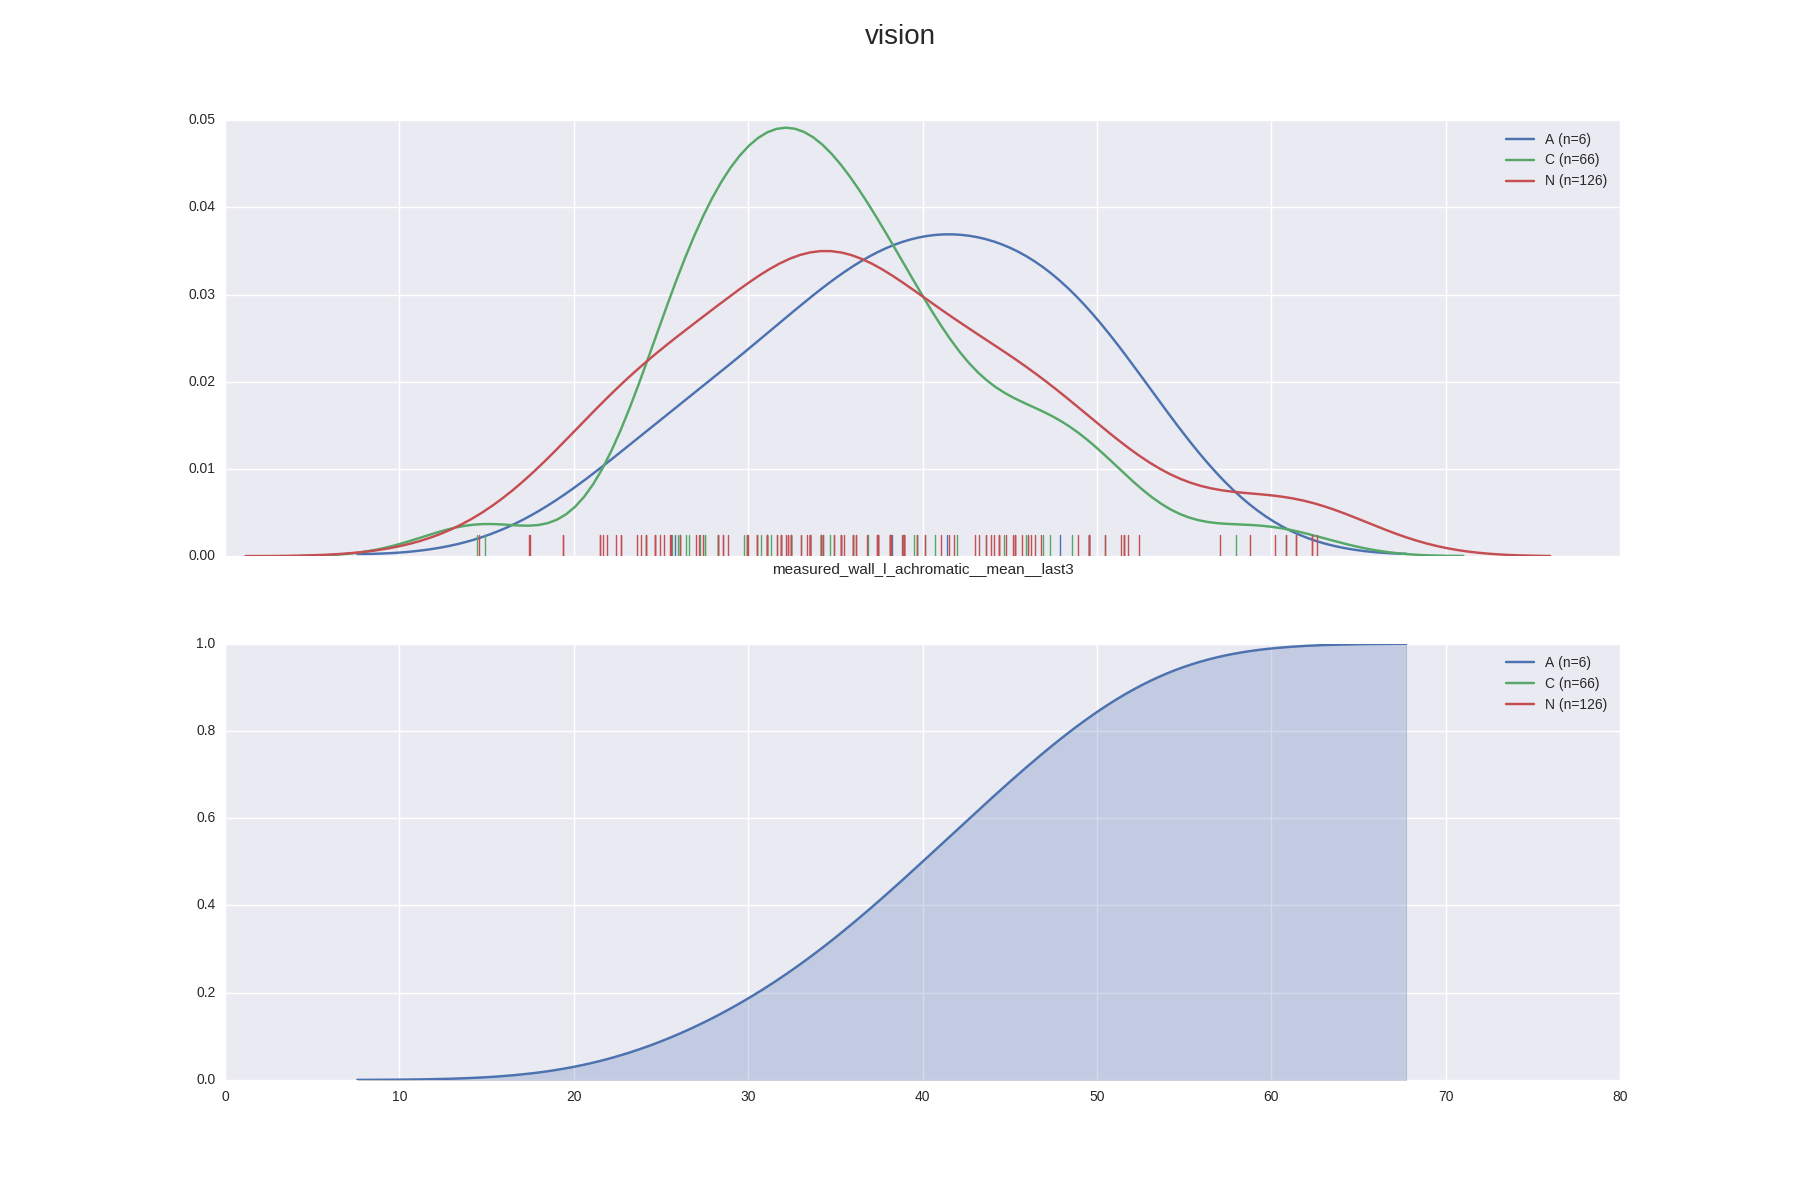 vision
0.05
0.04
0.03
0.02
0.01
0.00
A (n=6)
C (n=66)
N (n=126)
measured_wall_l_achromatic__mean__last3
1.0
0.8
0.6
0.4
0.2
0.0
A (n=6)
C (n=66)
N (n=126)
0 10 20 30 40 50 60 70 80